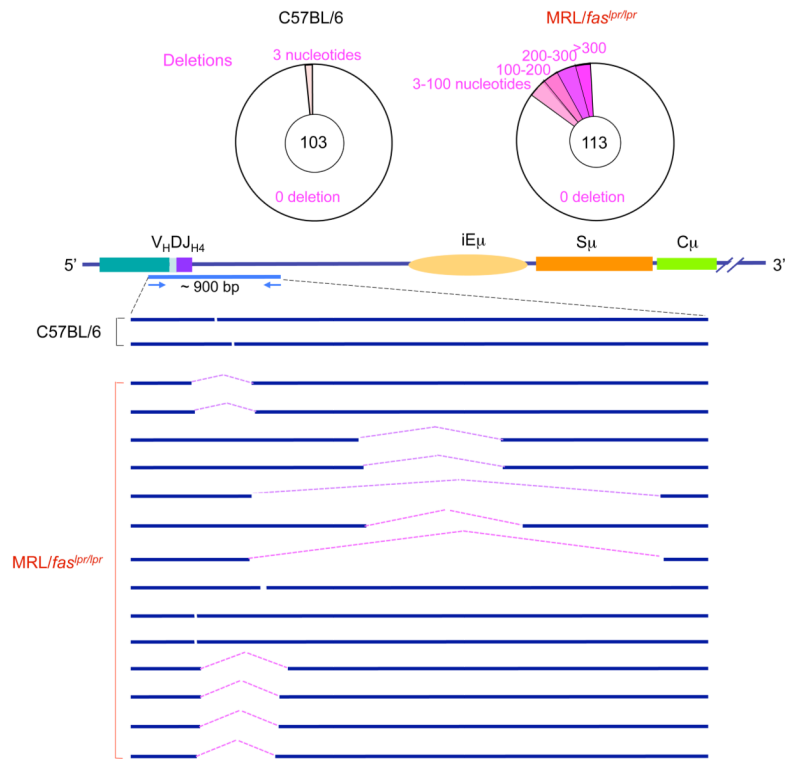 C57BL/6
MRL/fas^lpr/lpr
Deletions
3 nucleotides
>300
200-300
100-200
3-100 nucleotides
103
113
0 deletion
0 deletion
5’
V_HDJ_H4
iEμ
Sμ
Cμ
3’
~ 900 bp
C57BL/6
MRL/fas^lpr/lpr